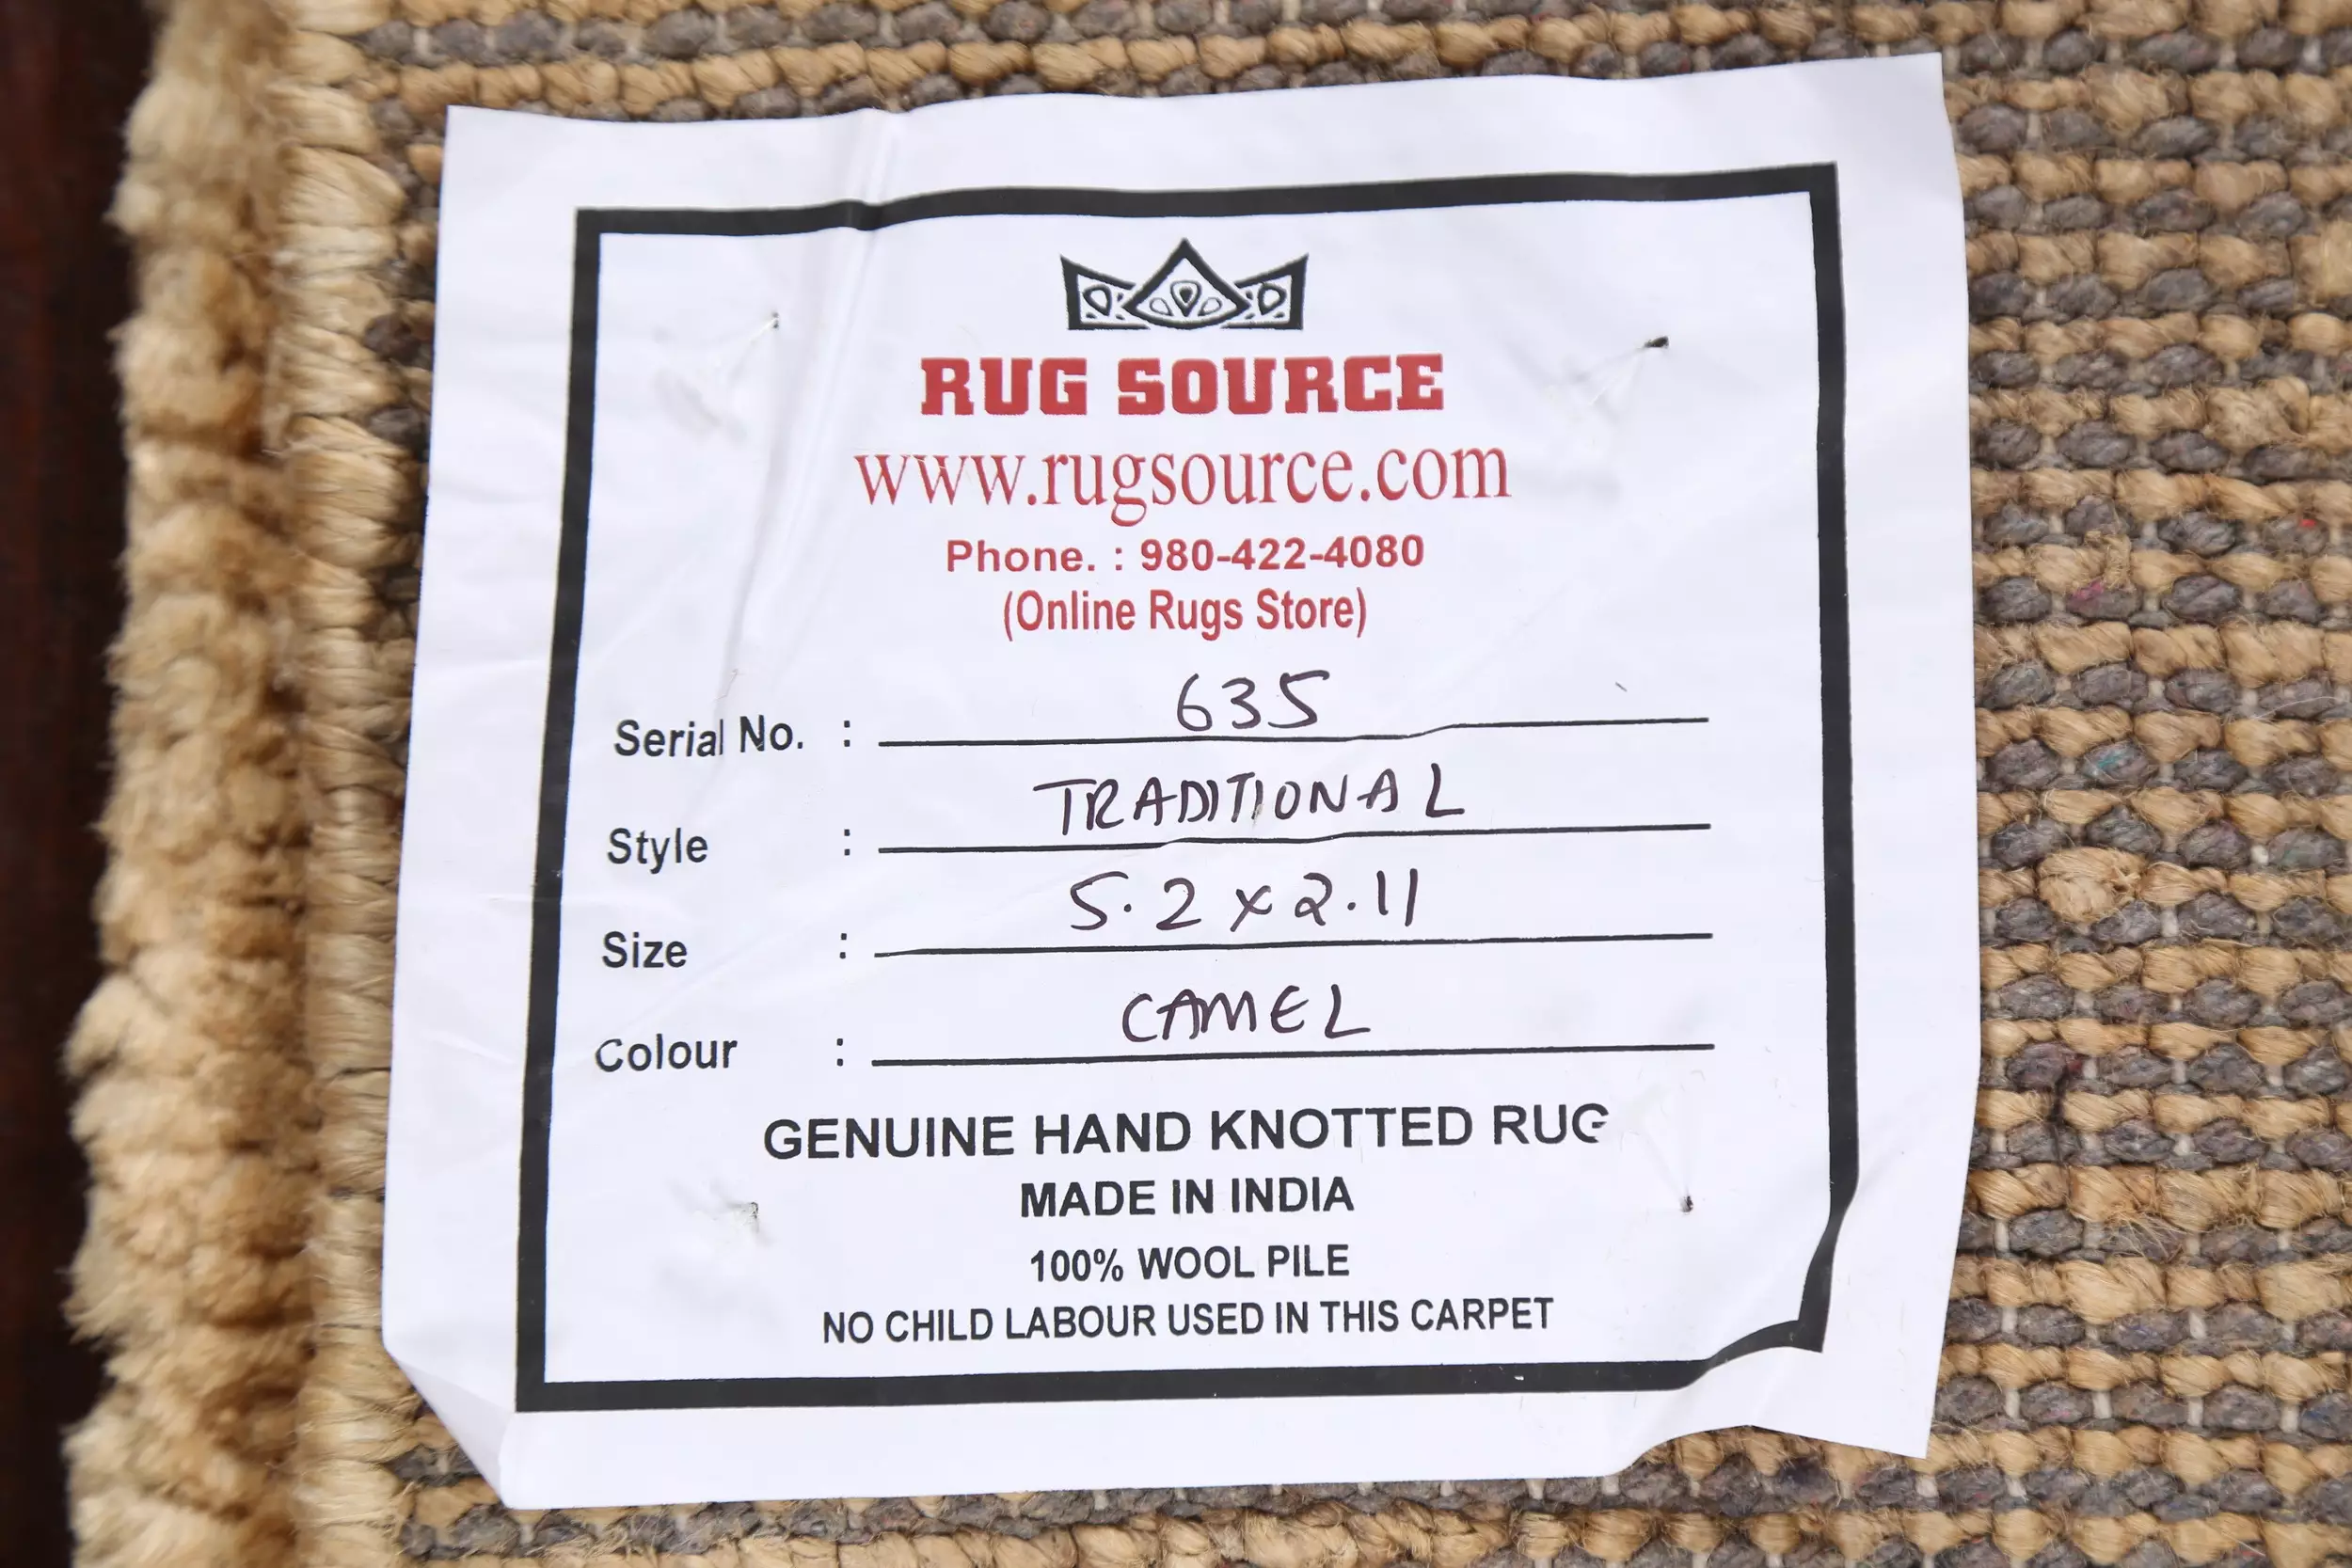 RUG SOURCE
www.rugsource.com
Phone. : 980-422-4080
(Online Rugs Store)
Serial No. : 635
Style : TRADITIONAL
Size : 5.2 x 2.11
Colour : CAMEL
GENUINE HAND KNOTTED RUG
MADE IN INDIA
100% WOOL PILE
NO CHILD LABOUR USED IN THIS CARPET